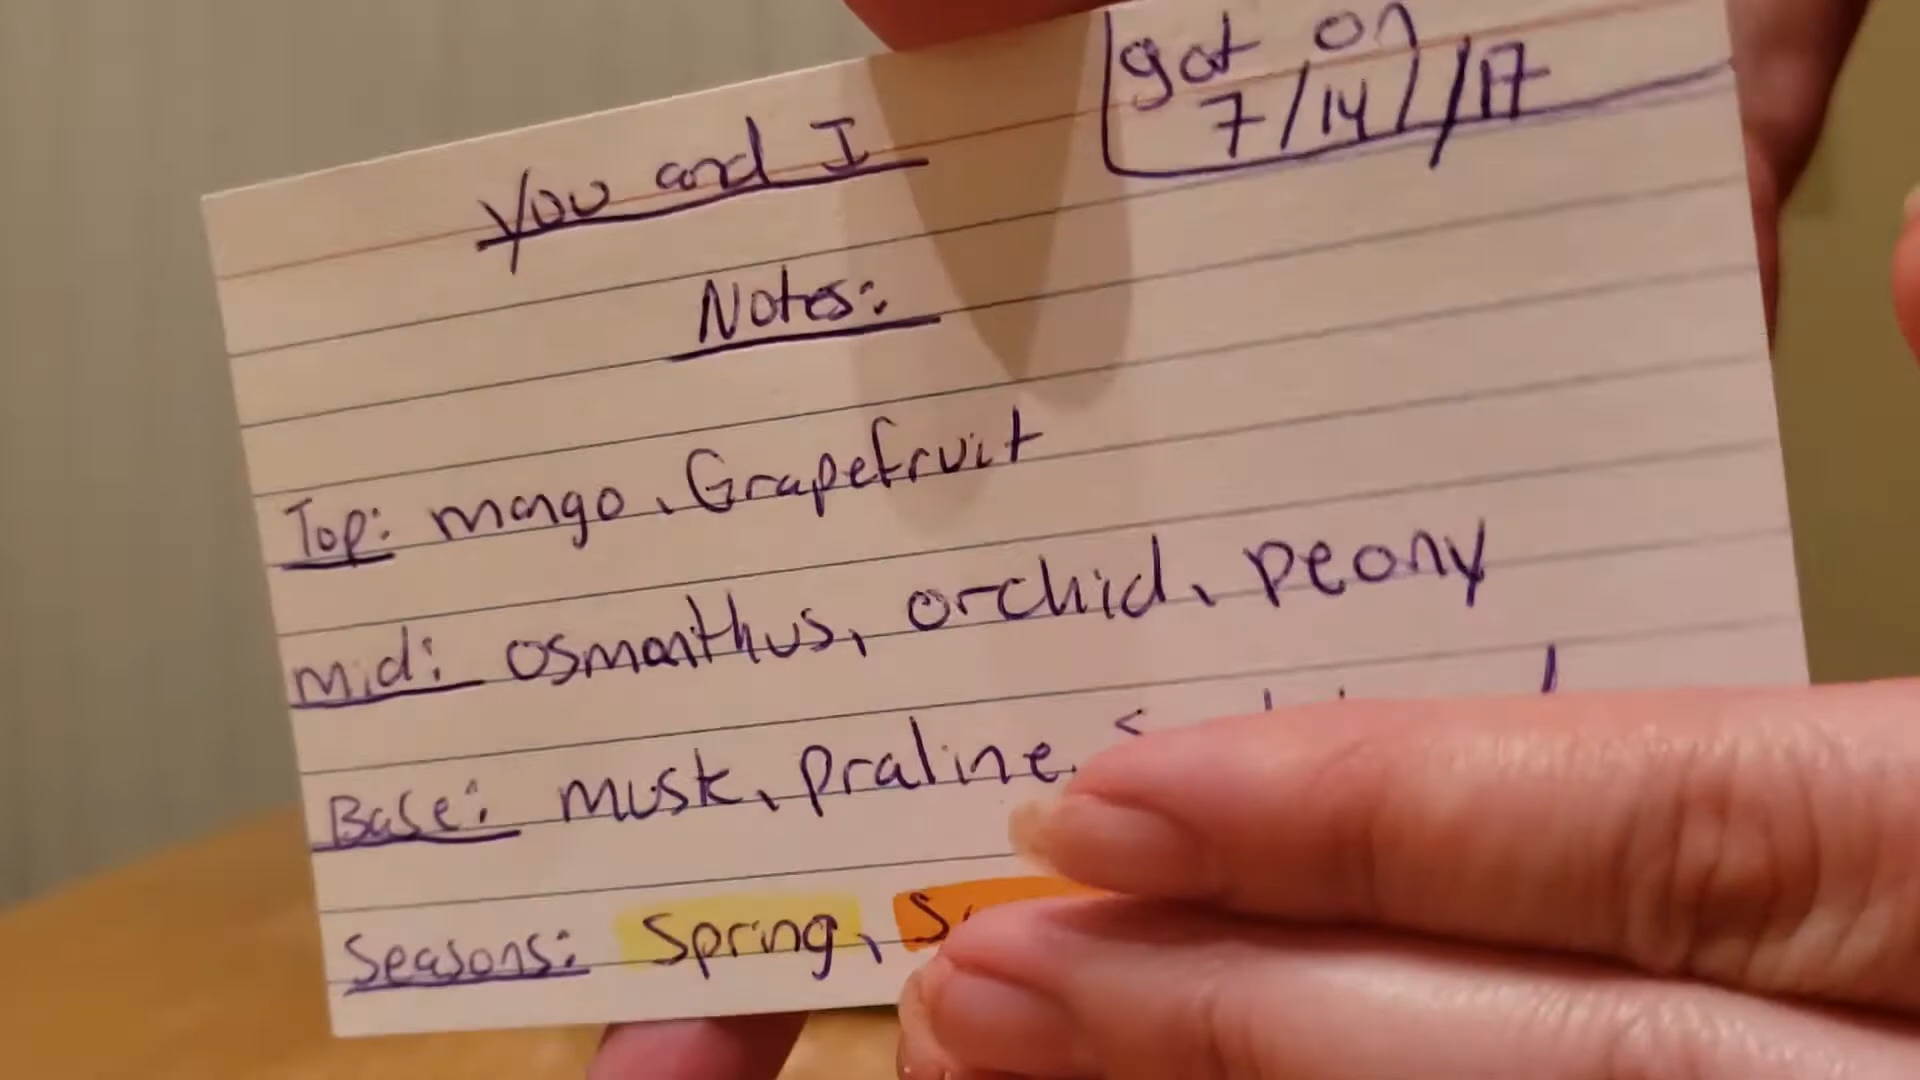 got on
7/14/17
You and I
Notes:
Top: mango, Grapefruit
Mid: osmanthus, orchid, peony
Base: musk, praline,
Seasons: Spring,